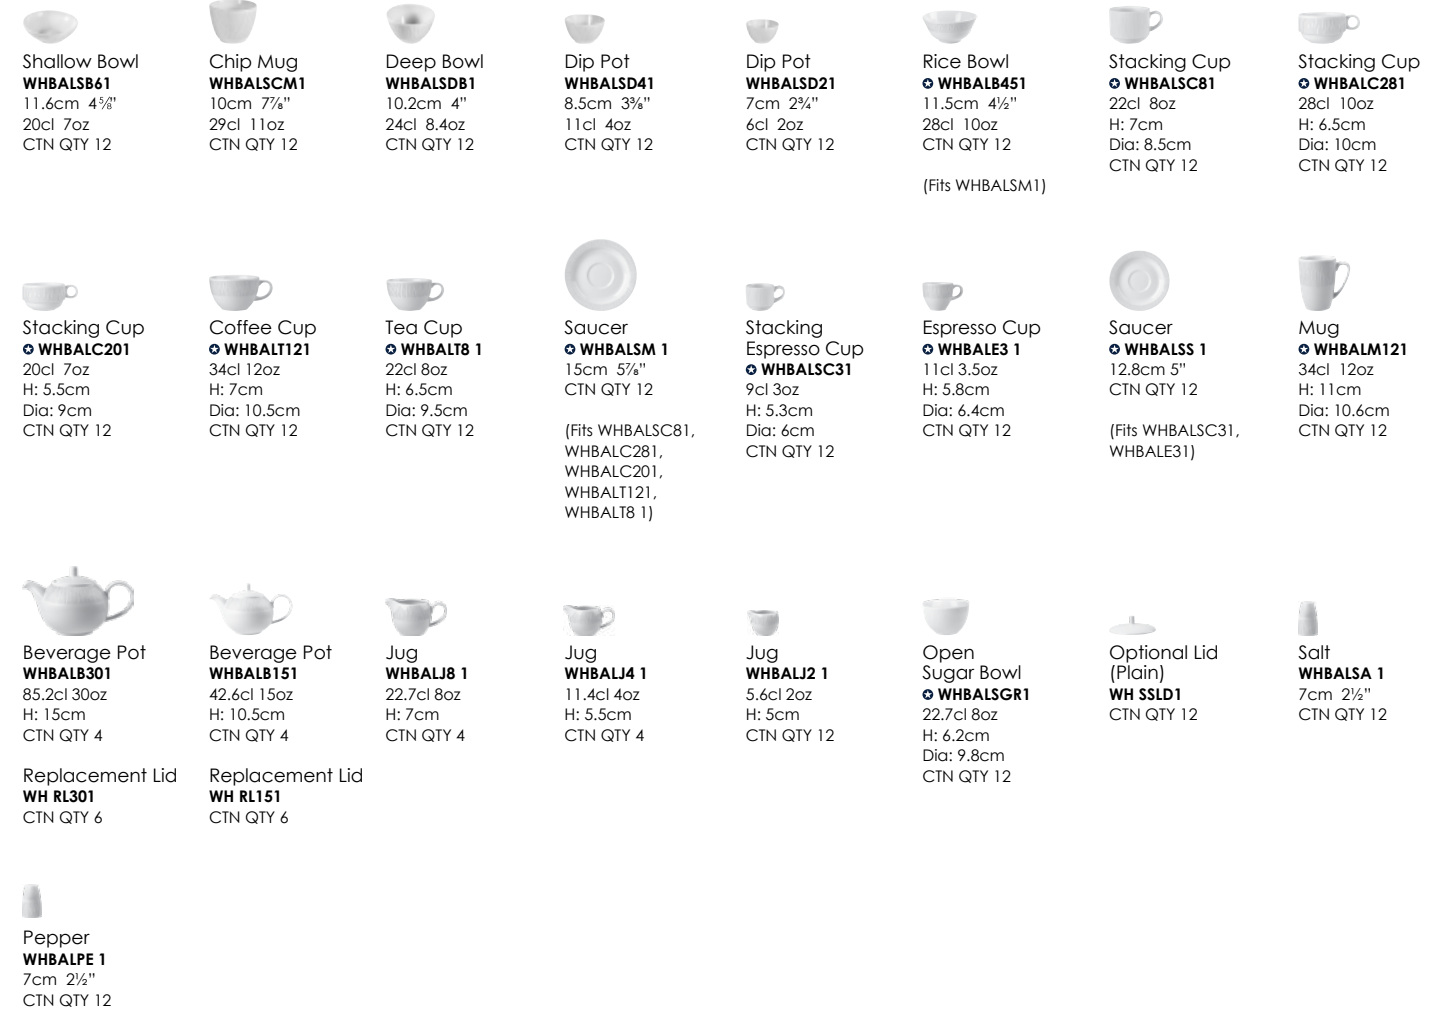 Shallow Bowl
WHBALSB61
11.6cm 4⅝”
20cl 7oz
CTN QTY 12
Chip Mug
WHBALSCM1
10cm 7⅞”
29cl 11oz
CTN QTY 12
Deep Bowl
WHBALSDB1
10.2cm 4”
24cl 8.4oz
CTN QTY 12
Dip Pot
WHBALSD41
8.5cm 3⅜”
11cl 4oz
CTN QTY 12
Dip Pot
WHBALSD21
7cm 2¾”
6cl 2oz
CTN QTY 12
Rice Bowl
✪ WHBALB451
11.5cm 4½”
28cl 10oz
CTN QTY 12
(Fits WHBALSM1)
Stacking Cup
✪ WHBALSC81
22cl 8oz
H: 7cm
Dia: 8.5cm
CTN QTY 12
Stacking Cup
✪ WHBALC281
28cl 10oz
H: 6.5cm
Dia: 10cm
CTN QTY 12
Stacking Cup
✪ WHBALC201
20cl 7oz
H: 5.5cm
Dia: 9cm
CTN QTY 12
Coffee Cup
✪ WHBALT121
34cl 12oz
H: 7cm
Dia: 10.5cm
CTN QTY 12
Tea Cup
✪ WHBALT8 1
22cl 8oz
H: 6.5cm
Dia: 9.5cm
CTN QTY 12
Saucer
✪ WHBALSM 1
15cm 5⅞”
CTN QTY 12
(Fits WHBALSC81,
WHBALC281,
WHBALC201,
WHBALT121,
WHBALT8 1)
Stacking
Espresso Cup
✪ WHBALSC31
9cl 3oz
H: 5.3cm
Dia: 6cm
CTN QTY 12
Espresso Cup
✪ WHBALE3 1
11cl 3.5oz
H: 5.8cm
Dia: 6.4cm
CTN QTY 12
Saucer
✪ WHBALSS 1
12.8cm 5”
CTN QTY 12
(Fits WHBALSC31,
WHBALE31)
Mug
✪ WHBALM121
34cl 12oz
H: 11cm
Dia: 10.6cm
CTN QTY 12
Beverage Pot
WHBALB301
85.2cl 30oz
H: 15cm
CTN QTY 4
Replacement Lid
WH RL301
CTN QTY 6
Beverage Pot
WHBALB151
42.6cl 15oz
H: 10.5cm
CTN QTY 4
Replacement Lid
WH RL151
CTN QTY 6
Jug
WHBALJ8 1
22.7cl 8oz
H: 7cm
CTN QTY 4
Jug
WHBALJ4 1
11.4cl 4oz
H: 5.5cm
CTN QTY 4
Jug
WHBALJ2 1
5.6cl 2oz
H: 5cm
CTN QTY 12
Open
Sugar Bowl
✪ WHBALSGR1
22.7cl 8oz
H: 6.2cm
Dia: 9.8cm
CTN QTY 12
Optional Lid
(Plain)
WH SSLD1
CTN QTY 12
Salt
WHBALSA 1
7cm 2½”
CTN QTY 12
Pepper
WHBALPE 1
7cm 2½”
CTN QTY 12